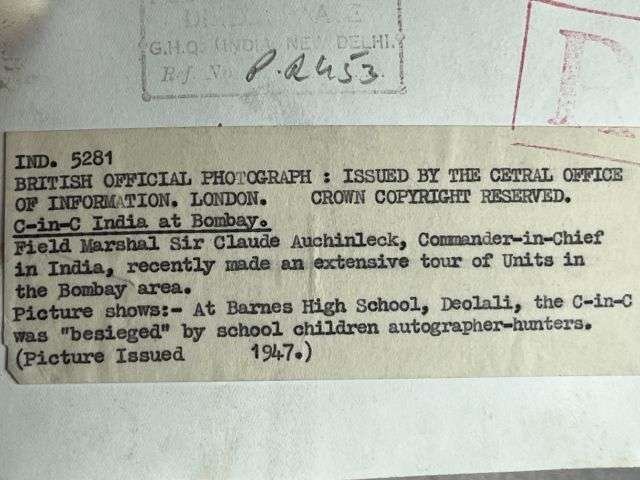 G.H.Q. (INDIA) NEW DELHI.
Ref. No P.R 453.
IND. 5281
BRITISH OFFICIAL PHOTOGRAPH : ISSUED BY THE CETRAL OFFICE
OF INFORMATION. LONDON. CROWN COPYRIGHT RESERVED.
C-in-C India at Bombay.
Field Marshal Sir Claude Auchinleck, Commander-in-Chief
in India, recently made an extensive tour of Units in
the Bombay area.
Picture shows:- At Barnes High School, Deolali, the C-in-C
was "besieged" by school children autographer-hunters.
(Picture Issued 1947.)